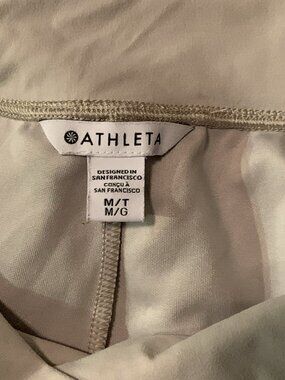 ATHLETA
DESIGNED IN
SAN FRANCISCO
CONÇU À
SAN FRANCISCO
M/T
M/G